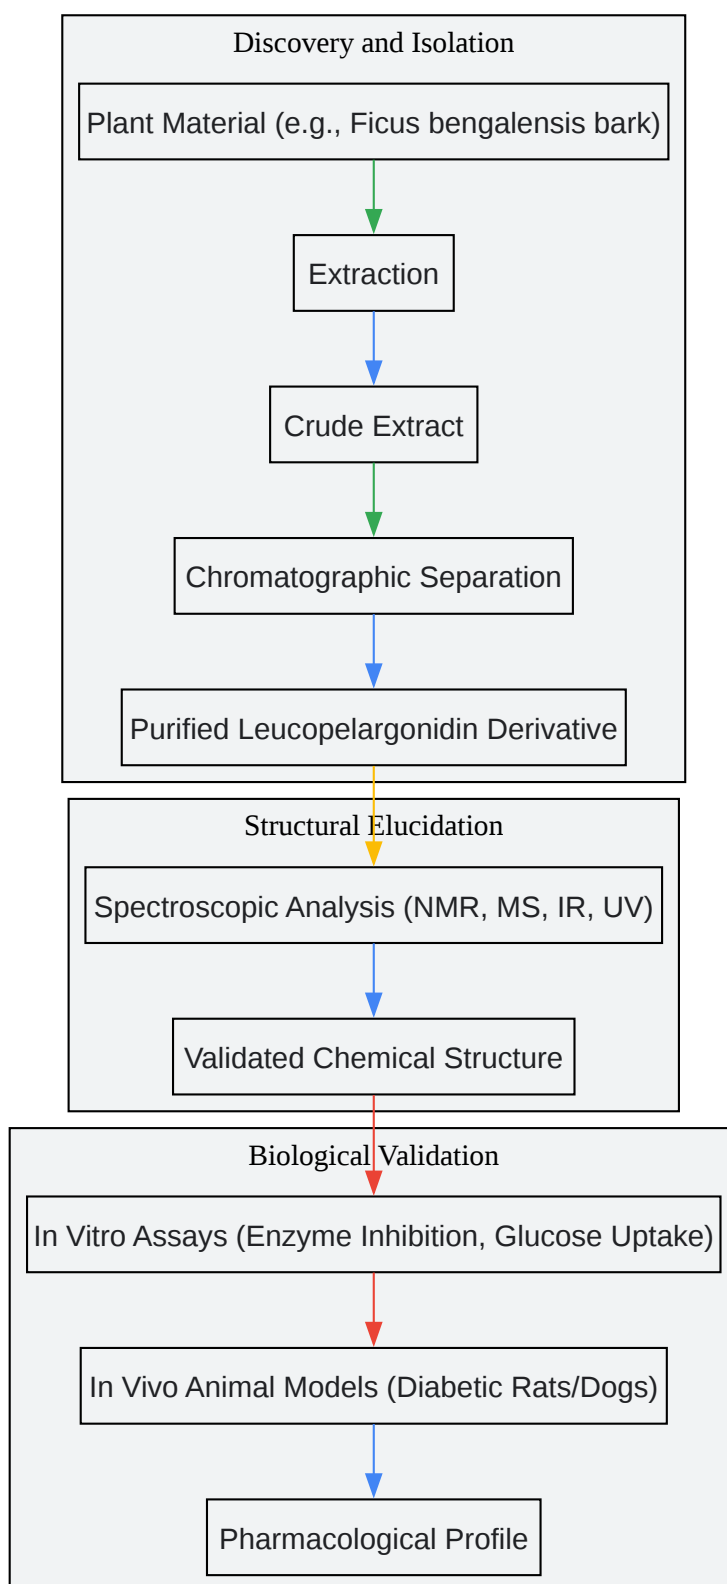 Discovery and Isolation
Plant Material (e.g., Ficus bengalensis bark)
Extraction
Crude Extract
Chromatographic Separation
Purified Leucopelargonidin Derivative
Structural Elucidation
Spectroscopic Analysis (NMR, MS, IR, UV)
Validated Chemical Structure
Biological Validation
In Vitro Assays (Enzyme Inhibition, Glucose Uptake)
In Vivo Animal Models (Diabetic Rats/Dogs)
Pharmacological Profile